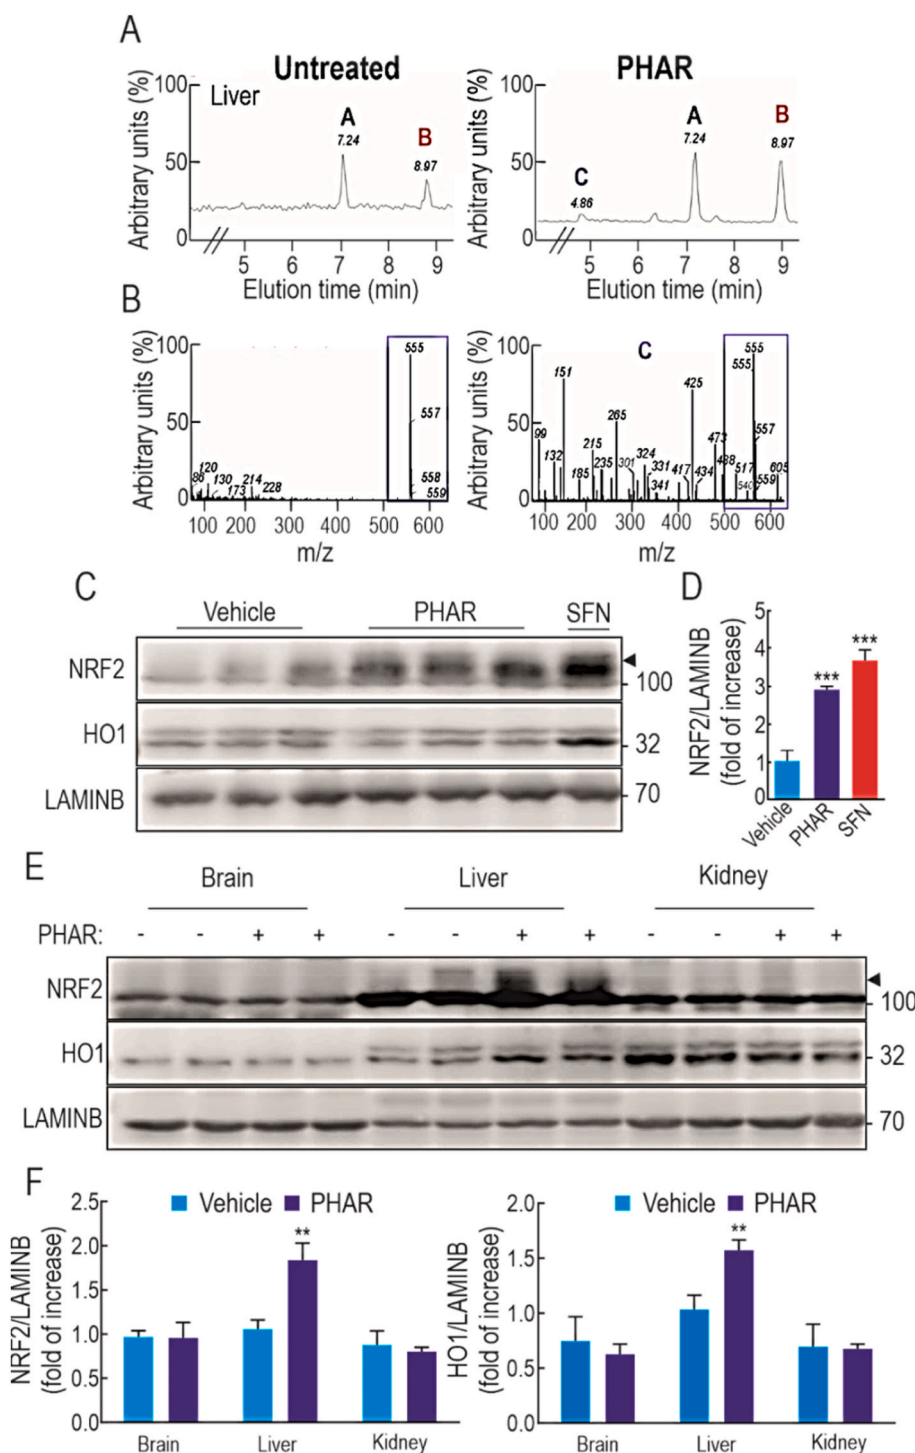 A
Untreated
PHAR
Arbitrary units (%)
100
50
0
Liver
A
7.24
B
8.97
5 6 7 8 9
Elution time (min)
Arbitrary units (%)
100
50
0
C
4.86
A
7.24
B
8.97
5 6 7 8 9
Elution time (min)
B
Arbitrary units (%)
100
50
0
86
120
130
173
214
228
555
557
558
559
100 200 300 400 500 600
m/z
Arbitrary units (%)
100
50
0
C
99
132
151
185
215
235
265
301
324
331
341
417
425
434
473
488
517
540
555
555
557
559
605
100 200 300 400 500 600
m/z
C
Vehicle PHAR SFN
NRF2
100
HO1
32
LAMINB
70
D
NRF2/LAMINB
(fold of increase)
5
4
3
2
1
0
***
***
Vehicle
PHAR
SFN
E
Brain Liver Kidney
PHAR: - - + + - - + + - - + +
NRF2
100
HO1
32
LAMINB
70
F
NRF2/LAMINB
(fold of increase)
2.5
2.0
1.5
1.0
0.5
0.0
Vehicle PHAR
**
Brain Liver Kidney
HO1/LAMINB
(fold of increase)
2.0
1.5
1.0
0.5
0.0
Vehicle PHAR
**
Brain Liver Kidney